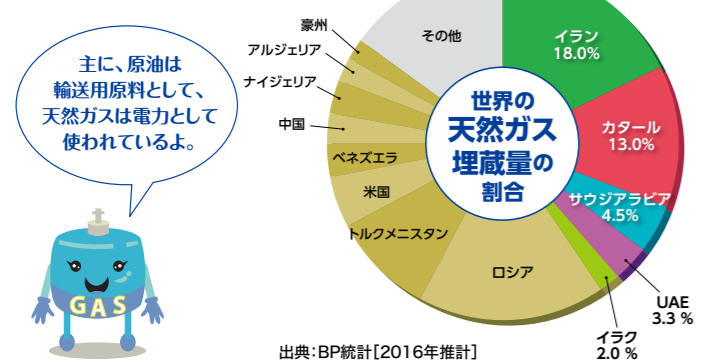 主に、原油は
輸送用原料として、
天然ガスは電力として
使われているよ。
GAS
世界の
天然ガス
埋蔵量の
割合
イラン
18.0%
カタール
13.0%
サウジアラビア
4.5%
UAE
3.3 %
イラク
2.0 %
ロシア
トルクメニスタン
米国
ベネズエラ
中国
ナイジェリア
アルジェリア
豪州
その他
出典：BP統計[2016年推計]